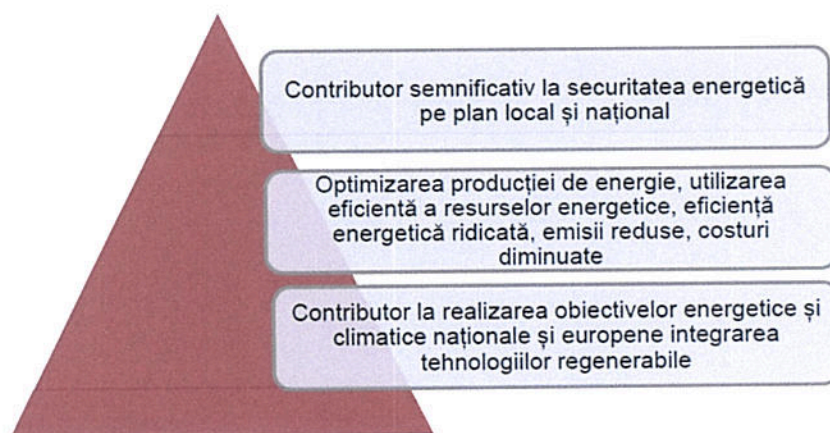 Contributor semnificativ la securitatea energetică
pe plan local și național
Optimizarea producției de energie, utilizarea
eficientă a resurselor energetice, eficiență
energetică ridicată, emisii reduse, costuri
diminuate
Contributor la realizarea obiectivelor energetice și
climatice naționale și europene integrarea
tehnologiilor regenerabile